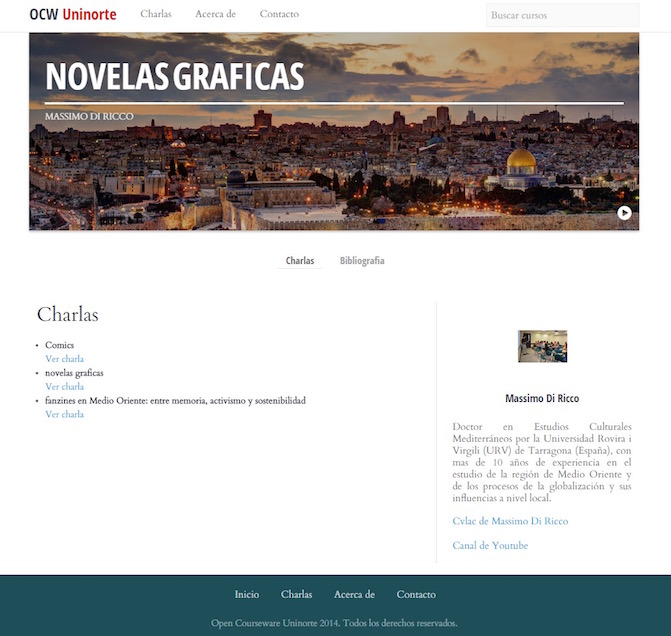 OCW Uninorte Charlas Acerca de Contacto Buscar cursos
NOVELAS GRAFICAS
MASSIMO DI RICCO
Charlas Bibliografia
Charlas
Comics
Ver charla
novelas graficas
Ver charla
fanzines en Medio Oriente: entre memoria, activismo y sostenibilidad
Ver charla
Massimo Di Ricco
Doctor en Estudios Culturales
Mediterráneos por la Universidad Rovira i
Virgili (URV) de Tarragona (España), con
mas de 10 años de experiencia en el
estudio de la región de Medio Oriente y
de los procesos de la globalización y sus
influencias a nivel local.
Cvlac de Massimo Di Ricco
Canal de Youtube
Inicio Charlas Acerca de Contacto
Open Courseware Uninorte 2014. Todos los derechos reservados.